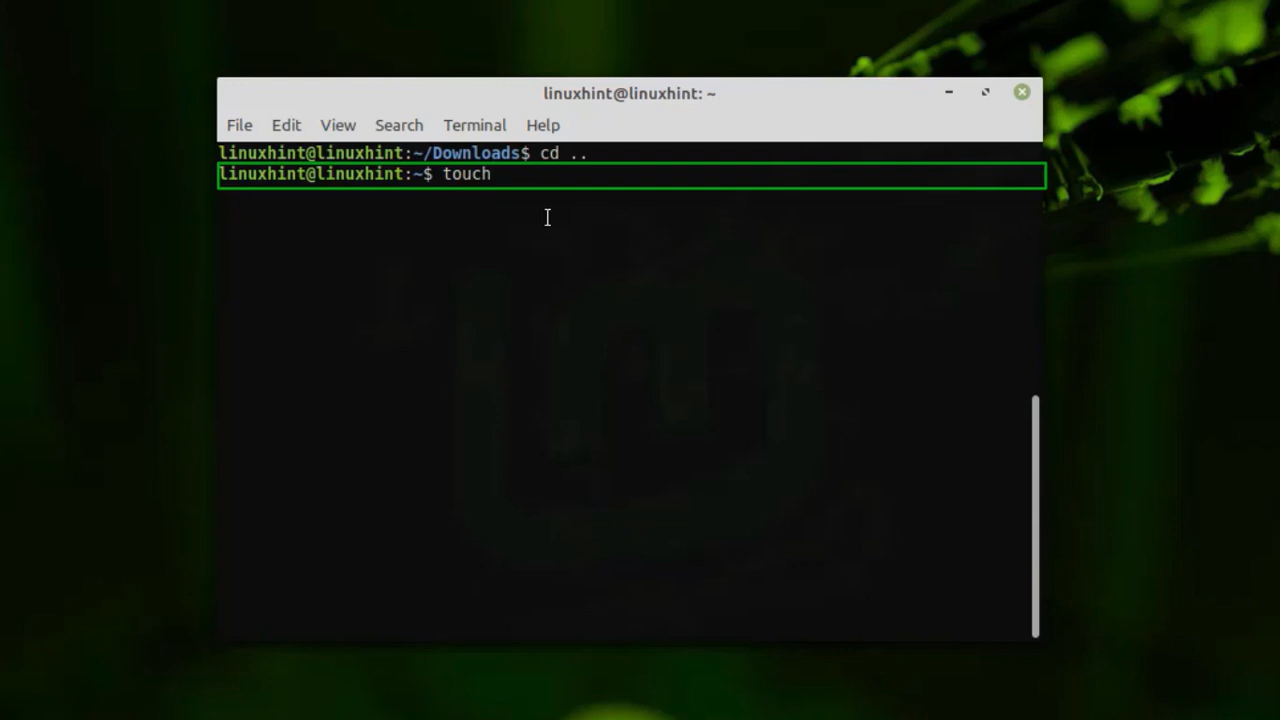 linuxhint@linuxhint: ~
File Edit View Search Terminal Help
linuxhint@linuxhint:~/Downloads$ cd ..
linuxhint@linuxhint:~$ touch